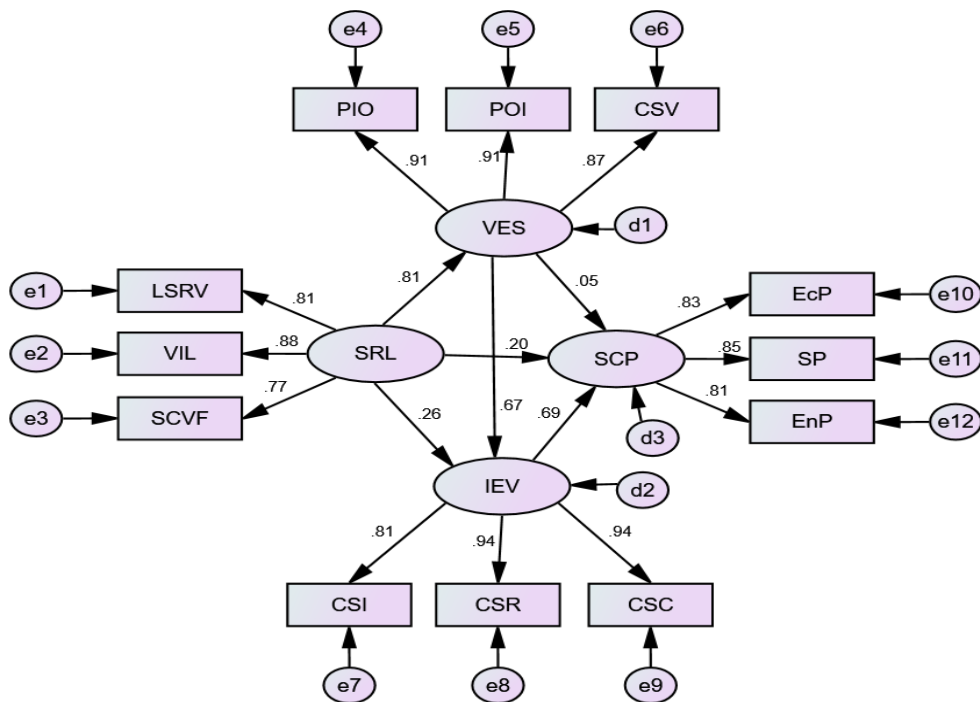 e4
e5
e6
PIO
POI
CSV
.91
.91
.87
VES
d1
.81
.05
e1
LSRV
.81
EcP
e10
.83
e2
VIL
.88
SRL
.20
SCP
.85
SP
e11
e3
SCVF
.77
.26
.67
.69
.81
EnP
e12
d3
IEV
d2
.81
.94
.94
CSI
CSR
CSC
e7
e8
e9